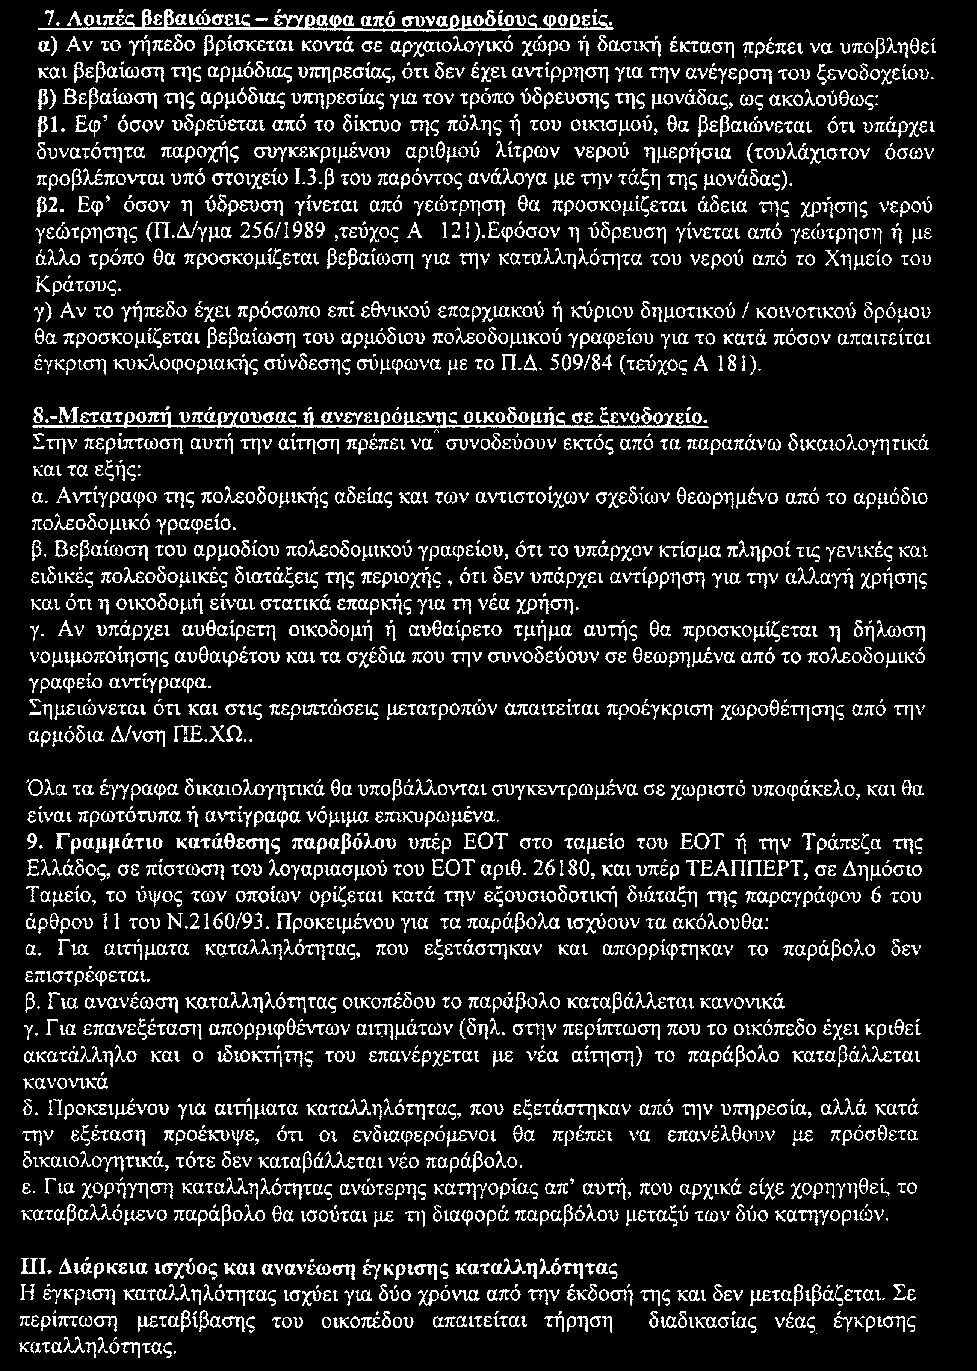 7. Λοιπές βεβαιώσεις – έγγραφα από συναρμοδίους φορείς.
α) Αν το γήπεδο βρίσκεται κοντά σε αρχαιολογικό χώρο ή δασική έκταση πρέπει να υποβληθεί
και βεβαίωση της αρμόδιας υπηρεσίας, ότι δεν έχει αντίρρηση για την ανέγερση του ξενοδοχείου.
β) Βεβαίωση της αρμόδιας υπηρεσίας για τον τρόπο ύδρευσης της μονάδας, ως ακολούθως:
β1. Εφ’ όσον υδρεύεται από το δίκτυο της πόλης ή του οικισμού, θα βεβαιώνεται ότι υπάρχει
δυνατότητα παροχής συγκεκριμένου αριθμού λίτρων νερού ημερήσια (τουλάχιστον όσων
προβλέπονται υπό στοιχείο Ι.3.β του παρόντος ανάλογα με την τάξη της μονάδας).
β2. Εφ’ όσον η ύδρευση γίνεται από γεώτρηση θα προσκομίζεται άδεια της χρήσης νερού
γεώτρησης (Π.Δ/γμα 256/1989 ,τεύχος Α 121).Εφόσον η ύδρευση γίνεται από γεώτρηση ή με
άλλο τρόπο θα προσκομίζεται βεβαίωση για την καταλληλότητα του νερού από το Χημείο του
Κράτους.
γ) Αν το γήπεδο έχει πρόσωπο επί εθνικού επαρχιακού ή κύριου δημοτικού / κοινοτικού δρόμου
θα προσκομίζεται βεβαίωση του αρμόδιου πολεοδομικού γραφείου για το κατά πόσον απαιτείται
έγκριση κυκλοφοριακής σύνδεσης σύμφωνα με το Π.Δ. 509/84 (τεύχος Α 181).
8.-Μετατροπή υπάρχουσας ή ανεγειρόμενης οικοδομής σε ξενοδοχείο.
Στην περίπτωση αυτή την αίτηση πρέπει να συνοδεύουν εκτός από τα παραπάνω δικαιολογητικά
και τα εξής:
α. Αντίγραφο της πολεοδομικής αδείας και των αντιστοίχων σχεδίων θεωρημένο από το αρμόδιο
πολεοδομικό γραφείο.
β. Βεβαίωση του αρμοδίου πολεοδομικού γραφείου, ότι το υπάρχον κτίσμα πληροί τις γενικές και
ειδικές πολεοδομικές διατάξεις της περιοχής , ότι δεν υπάρχει αντίρρηση για την αλλαγή χρήσης
και ότι η οικοδομή είναι στατικά επαρκής για τη νέα χρήση.
γ. Αν υπάρχει αυθαίρετη οικοδομή ή αυθαίρετο τμήμα αυτής θα προσκομίζεται η δήλωση
νομιμοποίησης αυθαιρέτου και τα σχέδια που την συνοδεύουν σε θεωρημένα από το πολεοδομικό
γραφείο αντίγραφα.
Σημειώνεται ότι και στις περιπτώσεις μετατροπών απαιτείται προέγκριση χωροθέτησης από την
αρμόδια Δ/νση ΠΕ.ΧΩ..
Όλα τα έγγραφα δικαιολογητικά θα υποβάλλονται συγκεντρωμένα σε χωριστό υποφάκελο, και θα
είναι πρωτότυπα ή αντίγραφα νόμιμα επικυρωμένα.
9. Γραμμάτιο κατάθεσης παραβόλου υπέρ ΕΟΤ στο ταμείο του ΕΟΤ ή την Τράπεζα της
Ελλάδος, σε πίστωση του λογαριασμού του ΕΟΤ αριθ. 26180, και υπέρ ΤΕΑΠΠΕΡΤ, σε Δημόσιο
Ταμείο, το ύψος των οποίων ορίζεται κατά την εξουσιοδοτική διάταξη της παραγράφου 6 του
άρθρου 11 του Ν.2160/93. Προκειμένου για τα παράβολα ισχύουν τα ακόλουθα:
α. Για αιτήματα καταλληλότητας, που εξετάστηκαν και απορρίφτηκαν το παράβολο δεν
επιστρέφεται.
β. Για ανανέωση καταλληλότητας οικοπέδου το παράβολο καταβάλλεται κανονικά
γ. Για επανεξέταση απορριφθέντων αιτημάτων (δηλ. στην περίπτωση που το οικόπεδο έχει κριθεί
ακατάλληλο και ο ιδιοκτήτης του επανέρχεται με νέα αίτηση) το παράβολο καταβάλλεται
κανονικά
δ. Προκειμένου για αιτήματα καταλληλότητας, που εξετάστηκαν από την υπηρεσία, αλλά κατά
την εξέταση προέκυψε, ότι οι ενδιαφερόμενοι θα πρέπει να επανέλθουν με πρόσθετα
δικαιολογητικά, τότε δεν καταβάλλεται νέο παράβολο.
ε. Για χορήγηση καταλληλότητας ανώτερης κατηγορίας απ’ αυτή, που αρχικά είχε χορηγηθεί, το
καταβαλλόμενο παράβολο θα ισούται με τη διαφορά παραβόλου μεταξύ των δύο κατηγοριών.
ΙΙΙ. Διάρκεια ισχύος και ανανέωση έγκρισης καταλληλότητας
Η έγκριση καταλληλότητας ισχύει για δύο χρόνια από την έκδοσή της και δεν μεταβιβάζεται. Σε
περίπτωση μεταβίβασης του οικοπέδου απαιτείται τήρηση διαδικασίας νέας έγκρισης
καταλληλότητας.